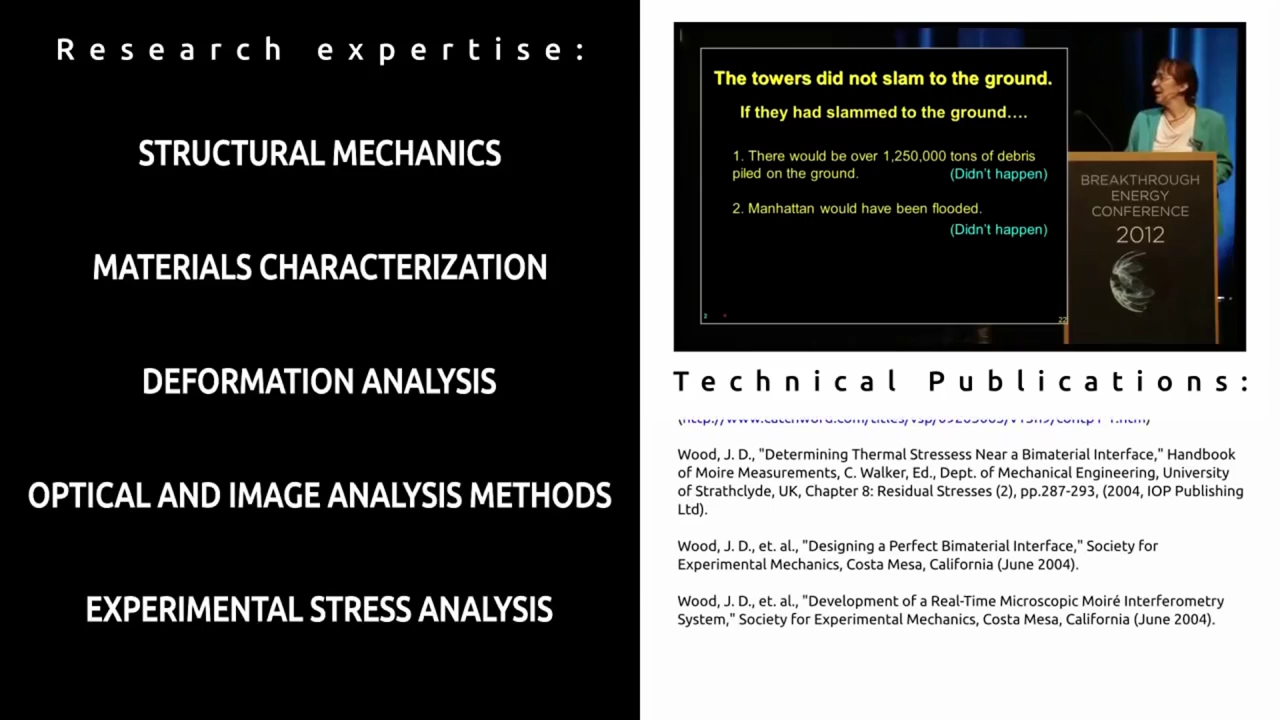 Research expertise:
STRUCTURAL MECHANICS
MATERIALS CHARACTERIZATION
DEFORMATION ANALYSIS
OPTICAL AND IMAGE ANALYSIS METHODS
EXPERIMENTAL STRESS ANALYSIS
The towers did not slam to the ground.
If they had slammed to the ground....
1. There would be over 1,250,000 tons of debris
piled on the ground. (Didn't happen)
2. Manhattan would have been flooded.
(Didn't happen)
22
BREAKTHROUGH
ENERGY
CONFERENCE
2012
Technical Publications:
Wood, J. D., "Determining Thermal Stressess Near a Bimaterial Interface," Handbook
of Moire Measurements, C. Walker, Ed., Dept. of Mechanical Engineering, University
of Strathclyde, UK, Chapter 8: Residual Stresses (2), pp.287-293, (2004, IOP Publishing
Ltd).
Wood, J. D., et. al., "Designing a Perfect Bimaterial Interface," Society for
Experimental Mechanics, Costa Mesa, California (June 2004).
Wood, J. D., et. al., "Development of a Real-Time Microscopic Moiré Interferometry
System," Society for Experimental Mechanics, Costa Mesa, California (June 2004).